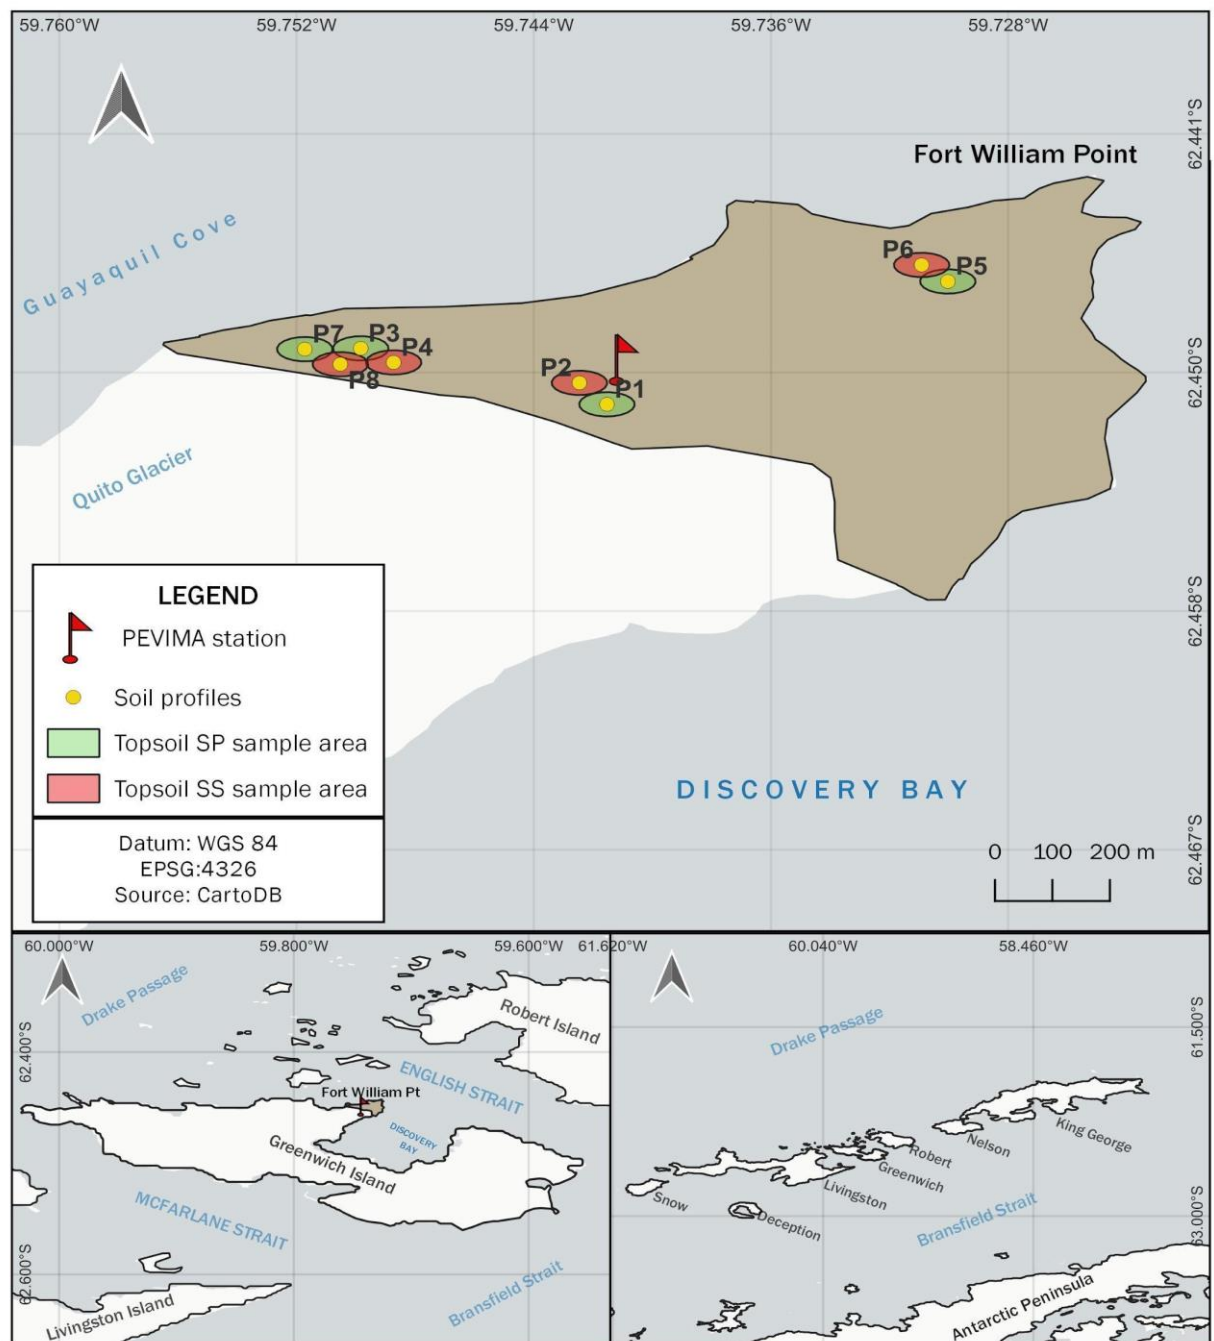 59.760°W 59.752°W 59.744°W 59.736°W 59.728°W
62.441°S
Fort William Point
Guayaquil Cove
P6
P5
P7
P3
P4
P8
P2
P1
62.450°S
Quito Glacier
LEGEND
PEVIMA station
Soil profiles
Topsoil SP sample area
Topsoil SS sample area
62.458°S
DISCOVERY BAY
Datum: WGS 84
EPSG:4326
Source: CartoDB
0 100 200 m
62.467°S
60.000°W 59.800°W 59.600°W
Drake Passage
Robert Island
62.400°S
ENGLISH STRAIT
Fort William Pt
DISCOVERY
BAY
Greenwich Island
MCFARLANE STRAIT
62.600°S
Bransfield Strait
Livingston Island
61.620°W 60.040°W 58.460°W
Drake Passage
61.500°S
King George
Nelson
Robert
Greenwich
Livingston
Snow
Deception
Bransfield Strait
63.000°S
Antarctic Peninsula